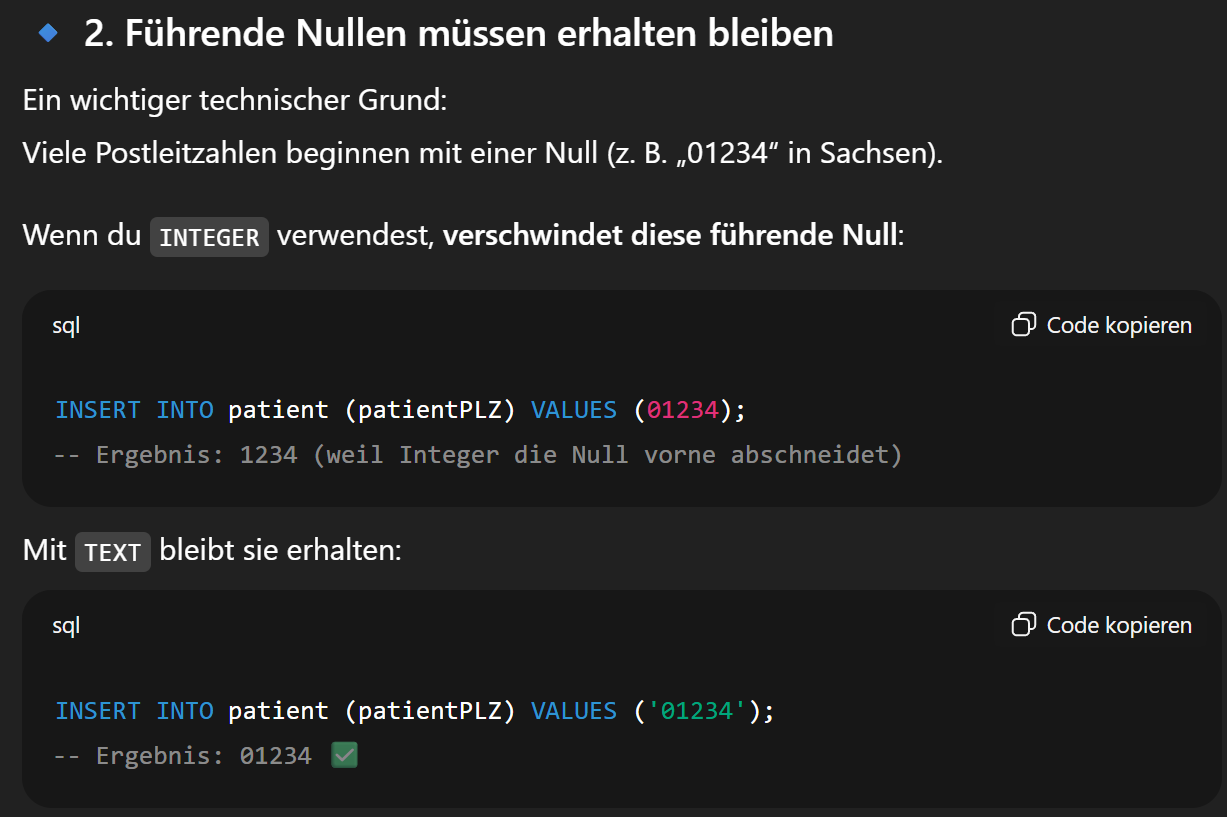 2. Führende Nullen müssen erhalten bleiben
Ein wichtiger technischer Grund:
Viele Postleitzahlen beginnen mit einer Null (z. B. „01234“ in Sachsen).
Wenn du INTEGER verwendest, verschwindet diese führende Null:
sql Code kopieren
INSERT INTO patient (patientPLZ) VALUES (01234);
-- Ergebnis: 1234 (weil Integer die Null vorne abschneidet)
Mit TEXT bleibt sie erhalten:
sql Code kopieren
INSERT INTO patient (patientPLZ) VALUES ('01234');
-- Ergebnis: 01234 ✅